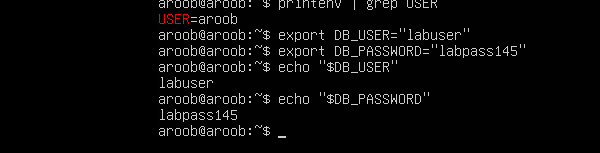 aroob@aroob:~$ printenv | grep USER
USER=aroob
aroob@aroob:~$ export DB_USER="labuser"
aroob@aroob:~$ export DB_PASSWORD="labpass145"
aroob@aroob:~$ echo "$DB_USER"
labuser
aroob@aroob:~$ echo "$DB_PASSWORD"
labpass145
aroob@aroob:~$ _